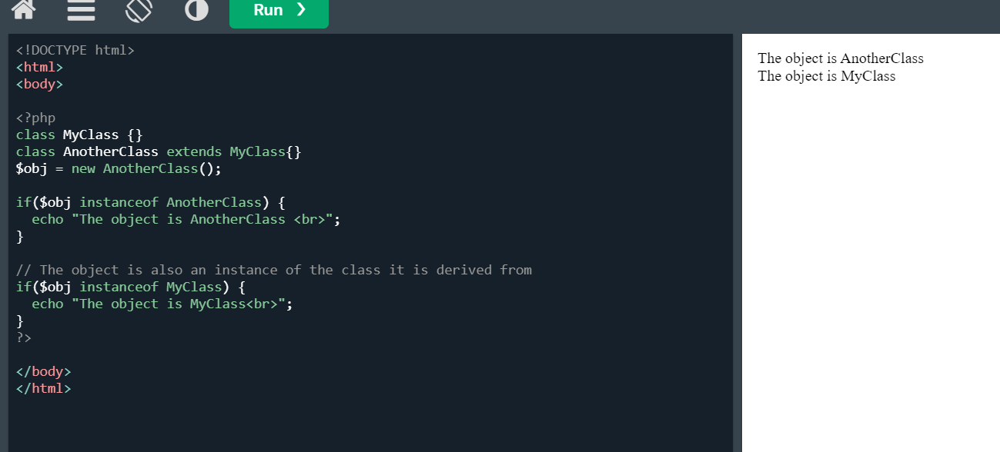 Run ❯
<!DOCTYPE html>
<html>
<body>
<?php
class MyClass {}
class AnotherClass extends MyClass{}
$obj = new AnotherClass();
if($obj instanceof AnotherClass) {
  echo "The object is AnotherClass <br>";
}
// The object is also an instance of the class it is derived from
if($obj instanceof MyClass) {
  echo "The object is MyClass<br>";
}
?>
</body>
</html>
The object is AnotherClass
The object is MyClass